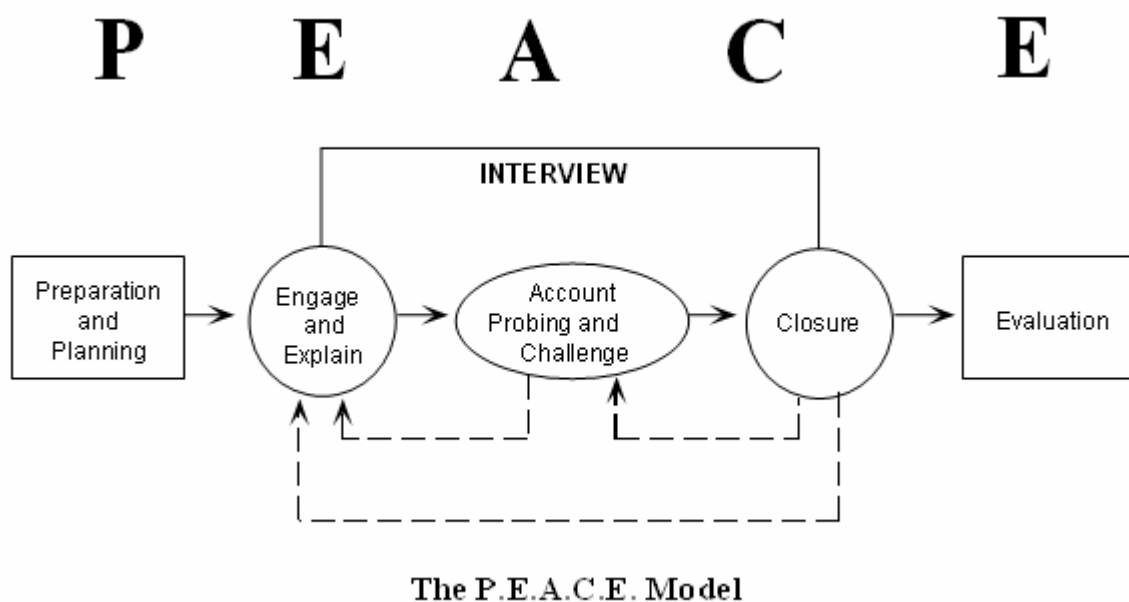 P E A C E
INTERVIEW
Preparation
and
Planning
Engage
and
Explain
Account
Probing and
Challenge
Closure
Evaluation
The P.E.A.C.E. Model